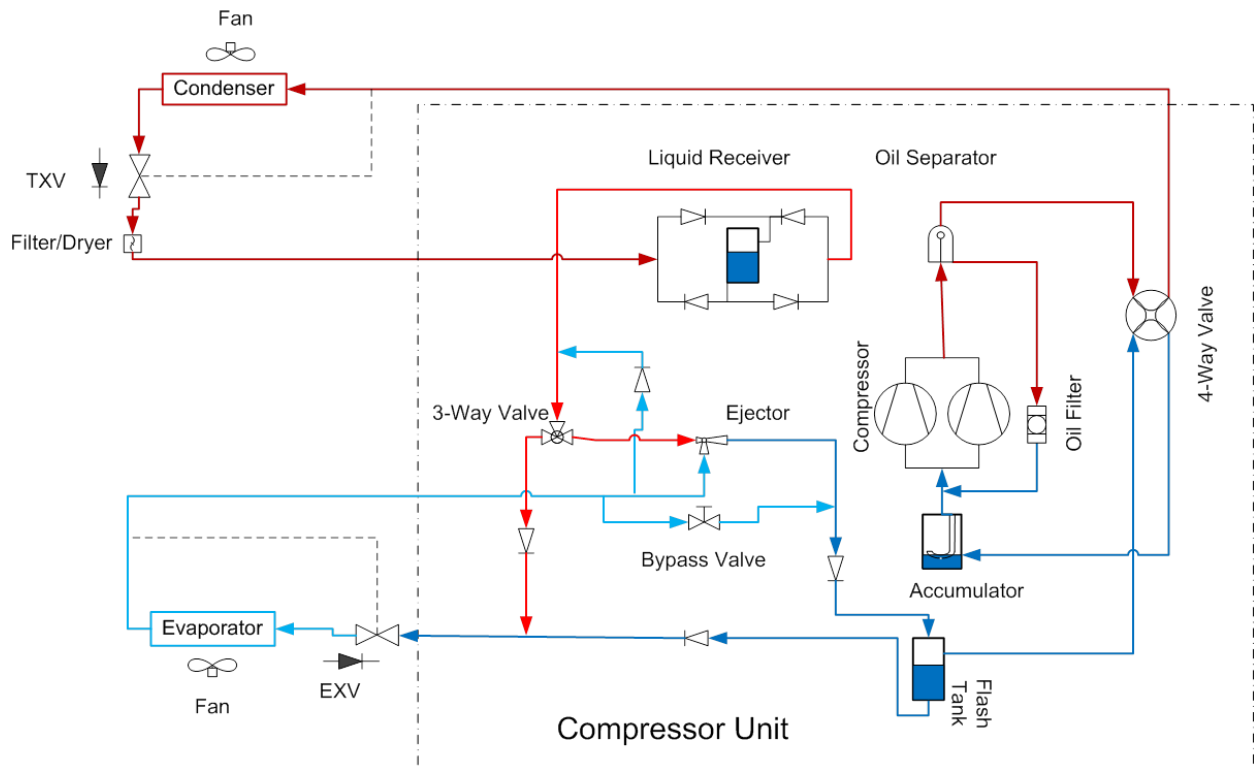 Fan
Condenser
TXV
Filter/Dryer
Liquid Receiver
Oil Separator
4-Way Valve
Compressor
Oil Filter
3-Way Valve
Ejector
Bypass Valve
Accumulator
Evaporator
Fan
EXV
Flash
Tank
Compressor Unit